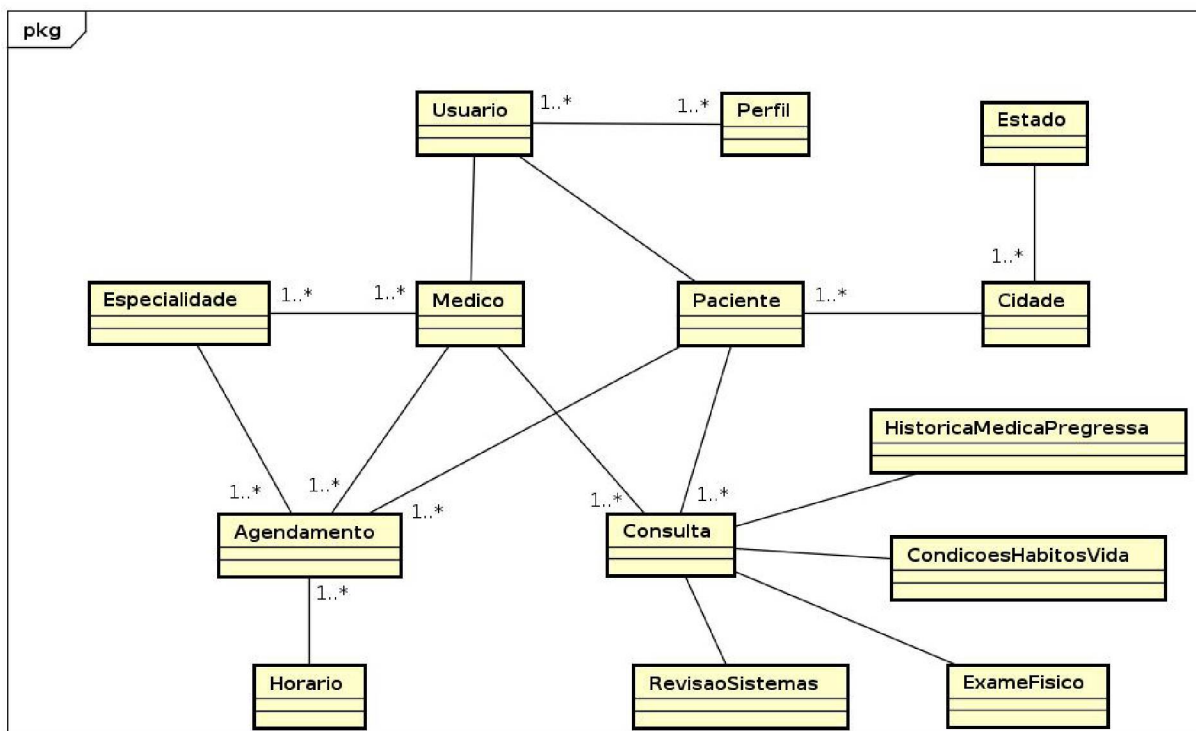 pkg
Usuario
1..*
1..*
Perfil
Estado
1..*
Especialidade
1..*
1..*
Medico
Paciente
1..*
Cidade
HistoricaMedicaPregressa
1..*
1..*
1..*
1..*
1..*
Agendamento
Consulta
CondicoesHabitosVida
1..*
Horario
RevisaoSistemas
ExameFisico